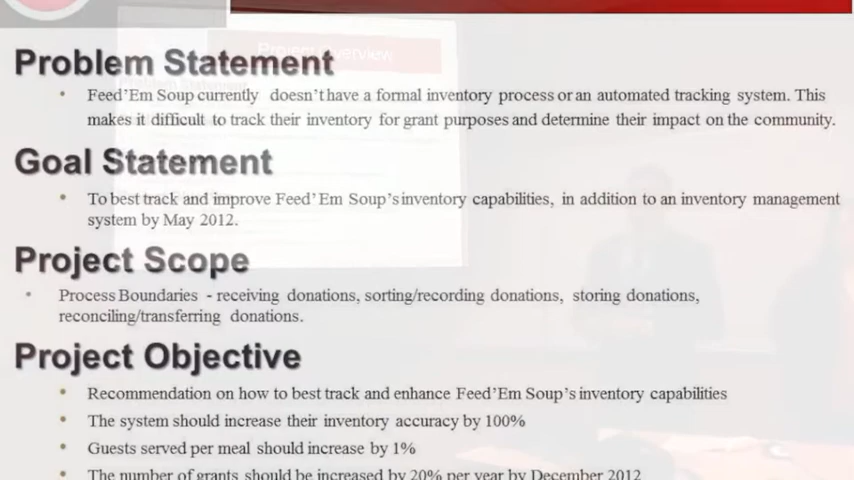 Project Overview
Problem Statement
Feed'Em Soup currently doesn't have a formal inventory process or an automated tracking system. This
makes it difficult to track their inventory for grant purposes and determine their impact on the community.
Goal Statement
To best track and improve Feed'Em Soup's inventory capabilities, in addition to an inventory management
system by May 2012.
Project Scope
Process Boundaries - receiving donations, sorting/recording donations, storing donations,
reconciling/transferring donations.
Project Objective
Recommendation on how to best track and enhance Feed'Em Soup's inventory capabilities
The system should increase their inventory accuracy by 100%
Guests served per meal should increase by 1%
The number of grants should be increased by 20% per year by December 2012